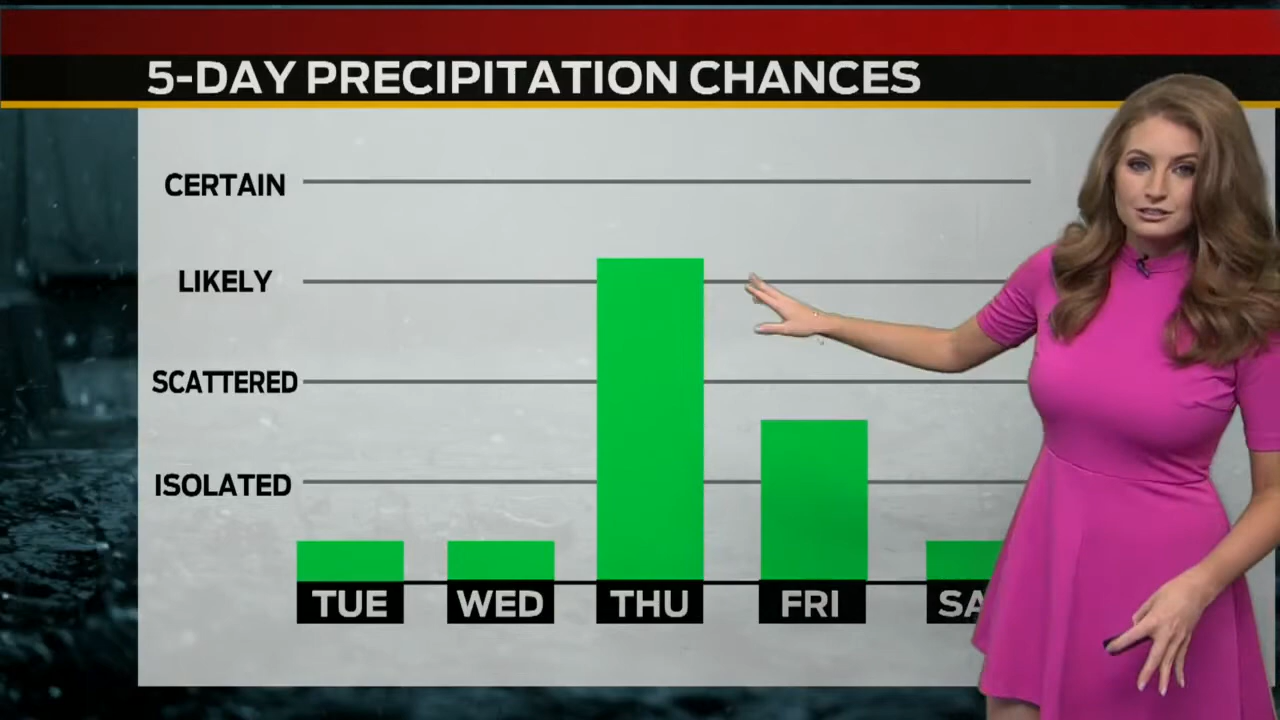 5-DAY PRECIPITATION CHANCES
CERTAIN
LIKELY
SCATTERED
ISOLATED
TUE WED THU FRI